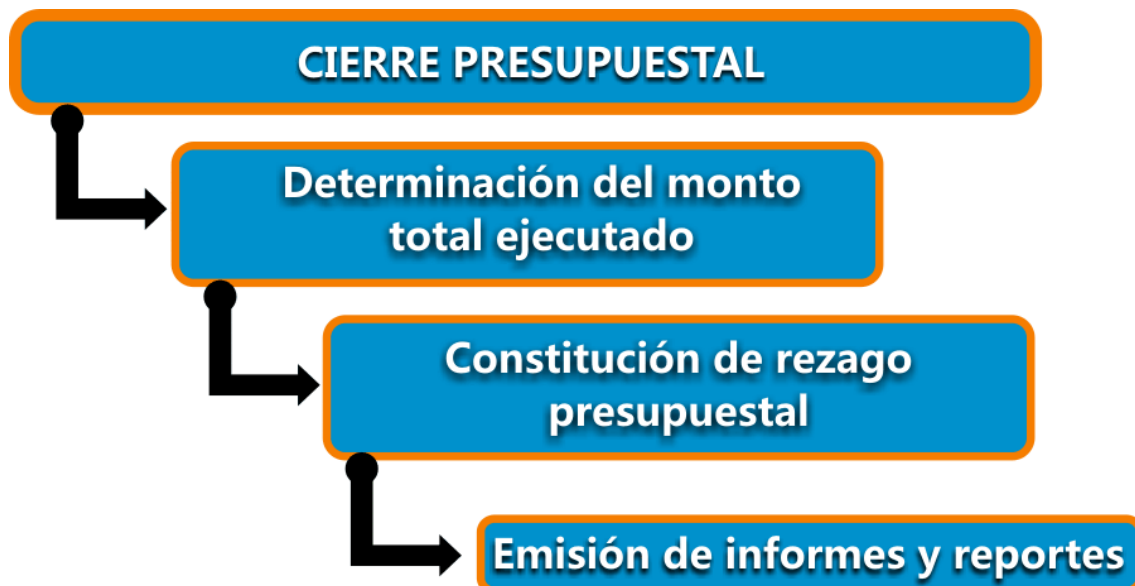 CIERRE PRESUPUESTAL
Determinación del monto
total ejecutado
Constitución de rezago
presupuestal
Emisión de informes y reportes